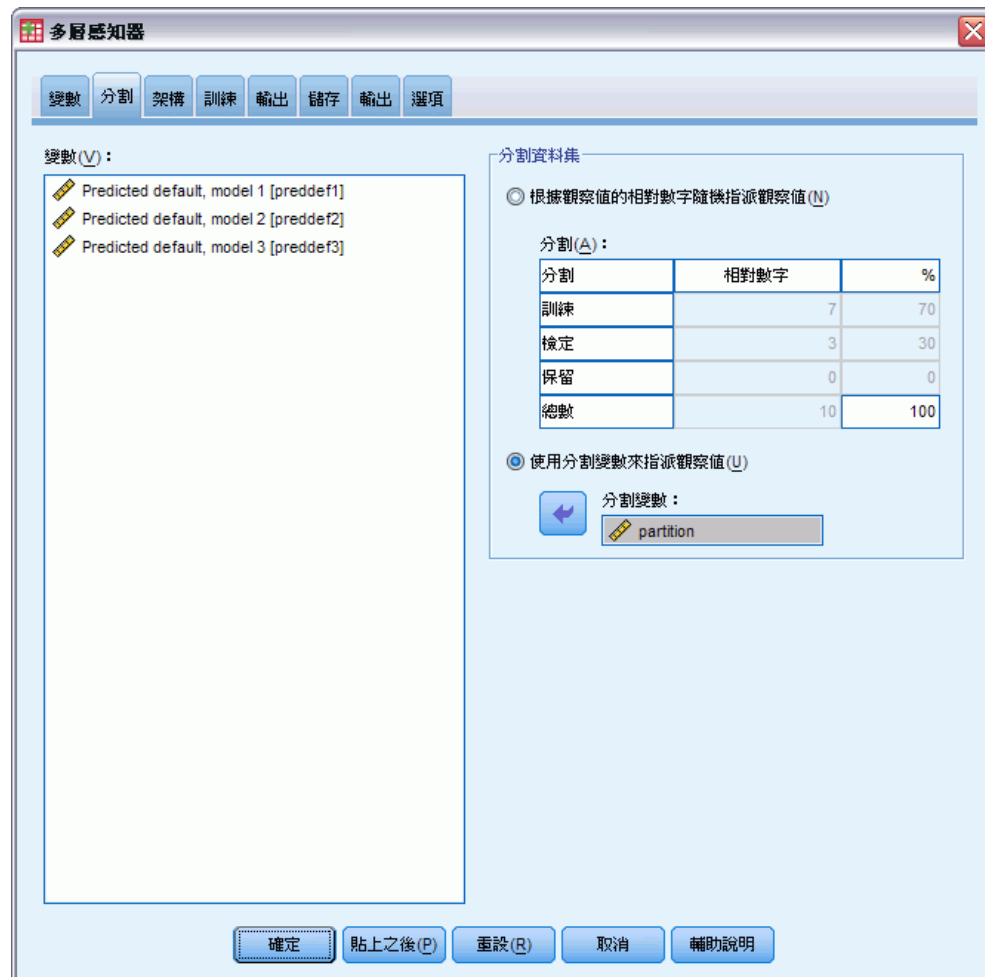 多層感知器
變數 分割 架構 訓練 輸出 儲存 輸出 選項
變數(V)：
Predicted default, model 1 [preddef1]
Predicted default, model 2 [preddef2]
Predicted default, model 3 [preddef3]
分割資料集
根據觀察值的相對數字隨機指派觀察值(N)
分割(A)：
分割 相對數字 %
訓練 7 70
檢定 3 30
保留 0 0
總數 10 100
使用分割變數來指派觀察值(U)
分割變數：
partition
確定 貼上之後(P) 重設(R) 取消 輔助說明